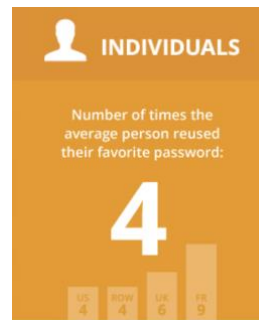 INDIVIDUALS
Number of times the
average person reused
their favorite password:
4
US ROW UK FR
4 4 6 9